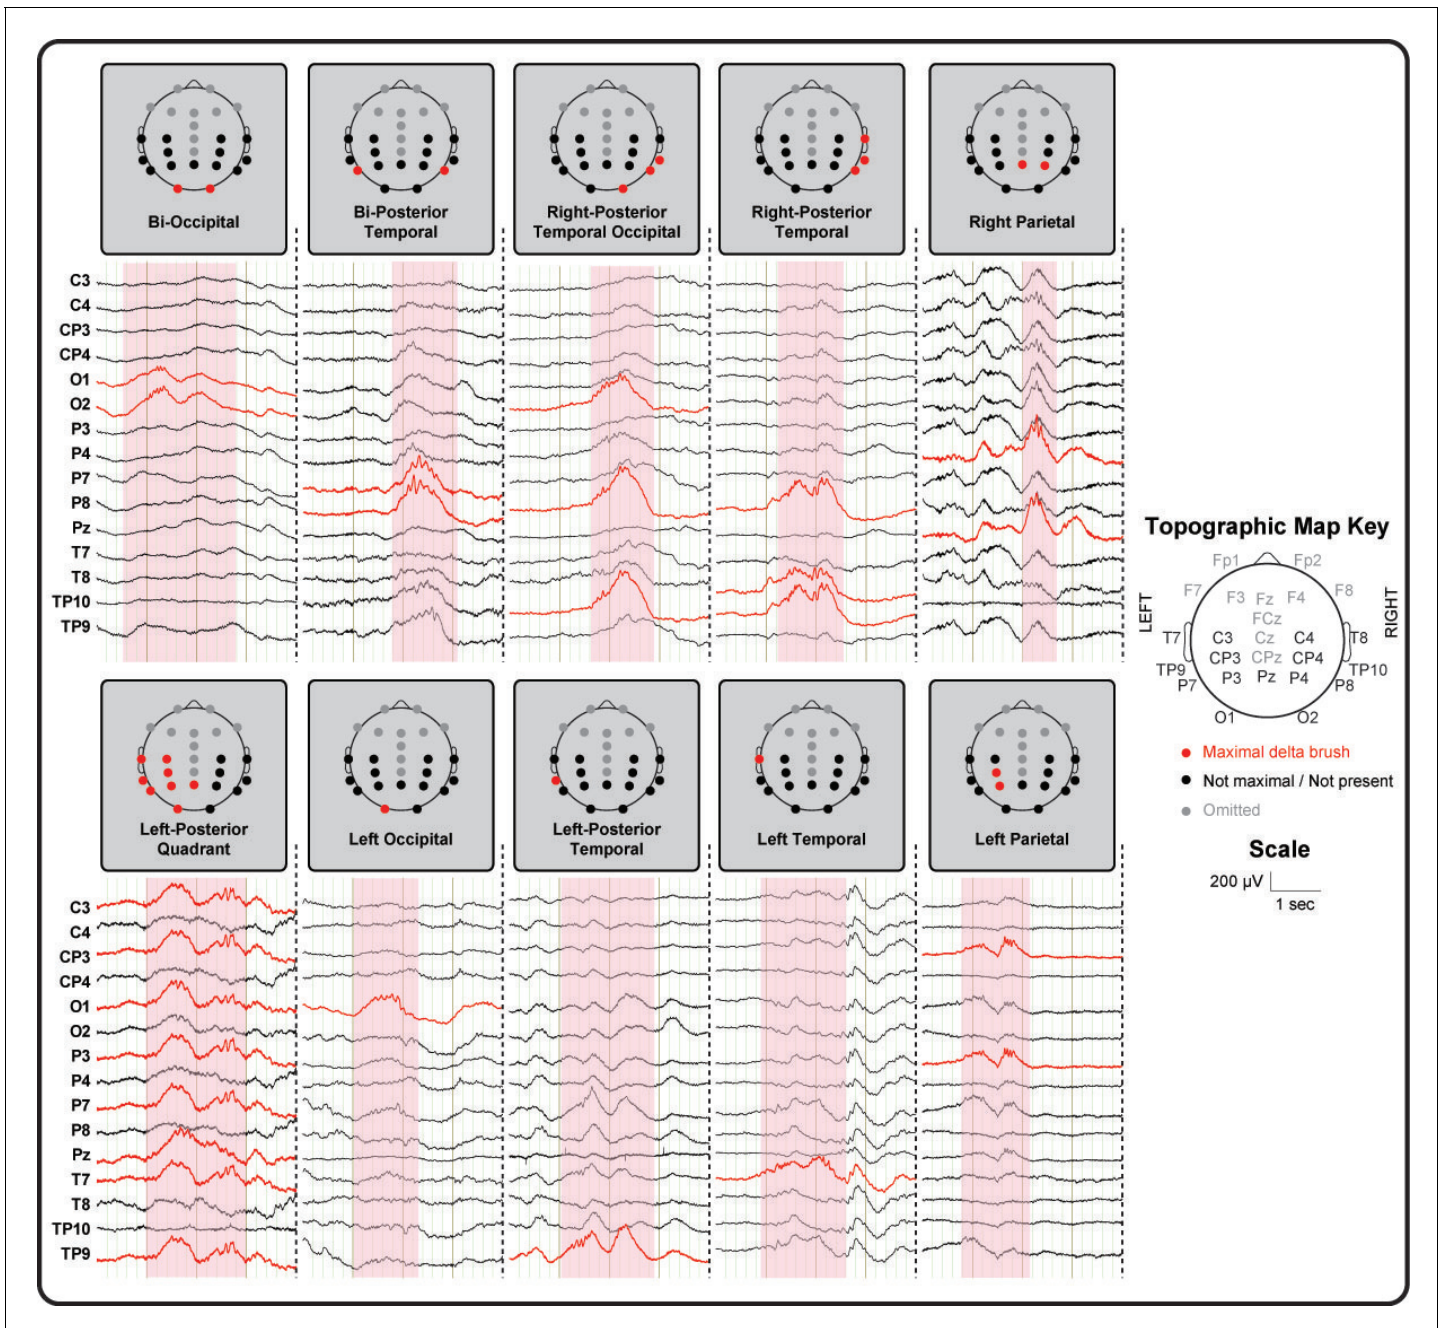 Bi-Occipital
Bi-Posterior
Temporal
Right-Posterior
Temporal Occipital
Right-Posterior
Temporal
Right Parietal
C3
C4
CP3
CP4
O1
O2
P3
P4
P7
P8
Pz
T7
T8
TP10
TP9
Left-Posterior
Quadrant
Left Occipital
Left-Posterior
Temporal
Left Temporal
Left Parietal
C3
C4
CP3
CP4
O1
O2
P3
P4
P7
P8
Pz
T7
T8
TP10
TP9
Topographic Map Key
Fp1 Fp2
F7 F3 Fz F4 F8
FCz
LEFT
RIGHT
T7 C3 Cz C4 T8
CP3 CPz CP4
TP9 TP10
P7 P3 Pz P4 P8
O1 O2
Maximal delta brush
Not maximal / Not present
Omitted
Scale
200 µV
1 sec